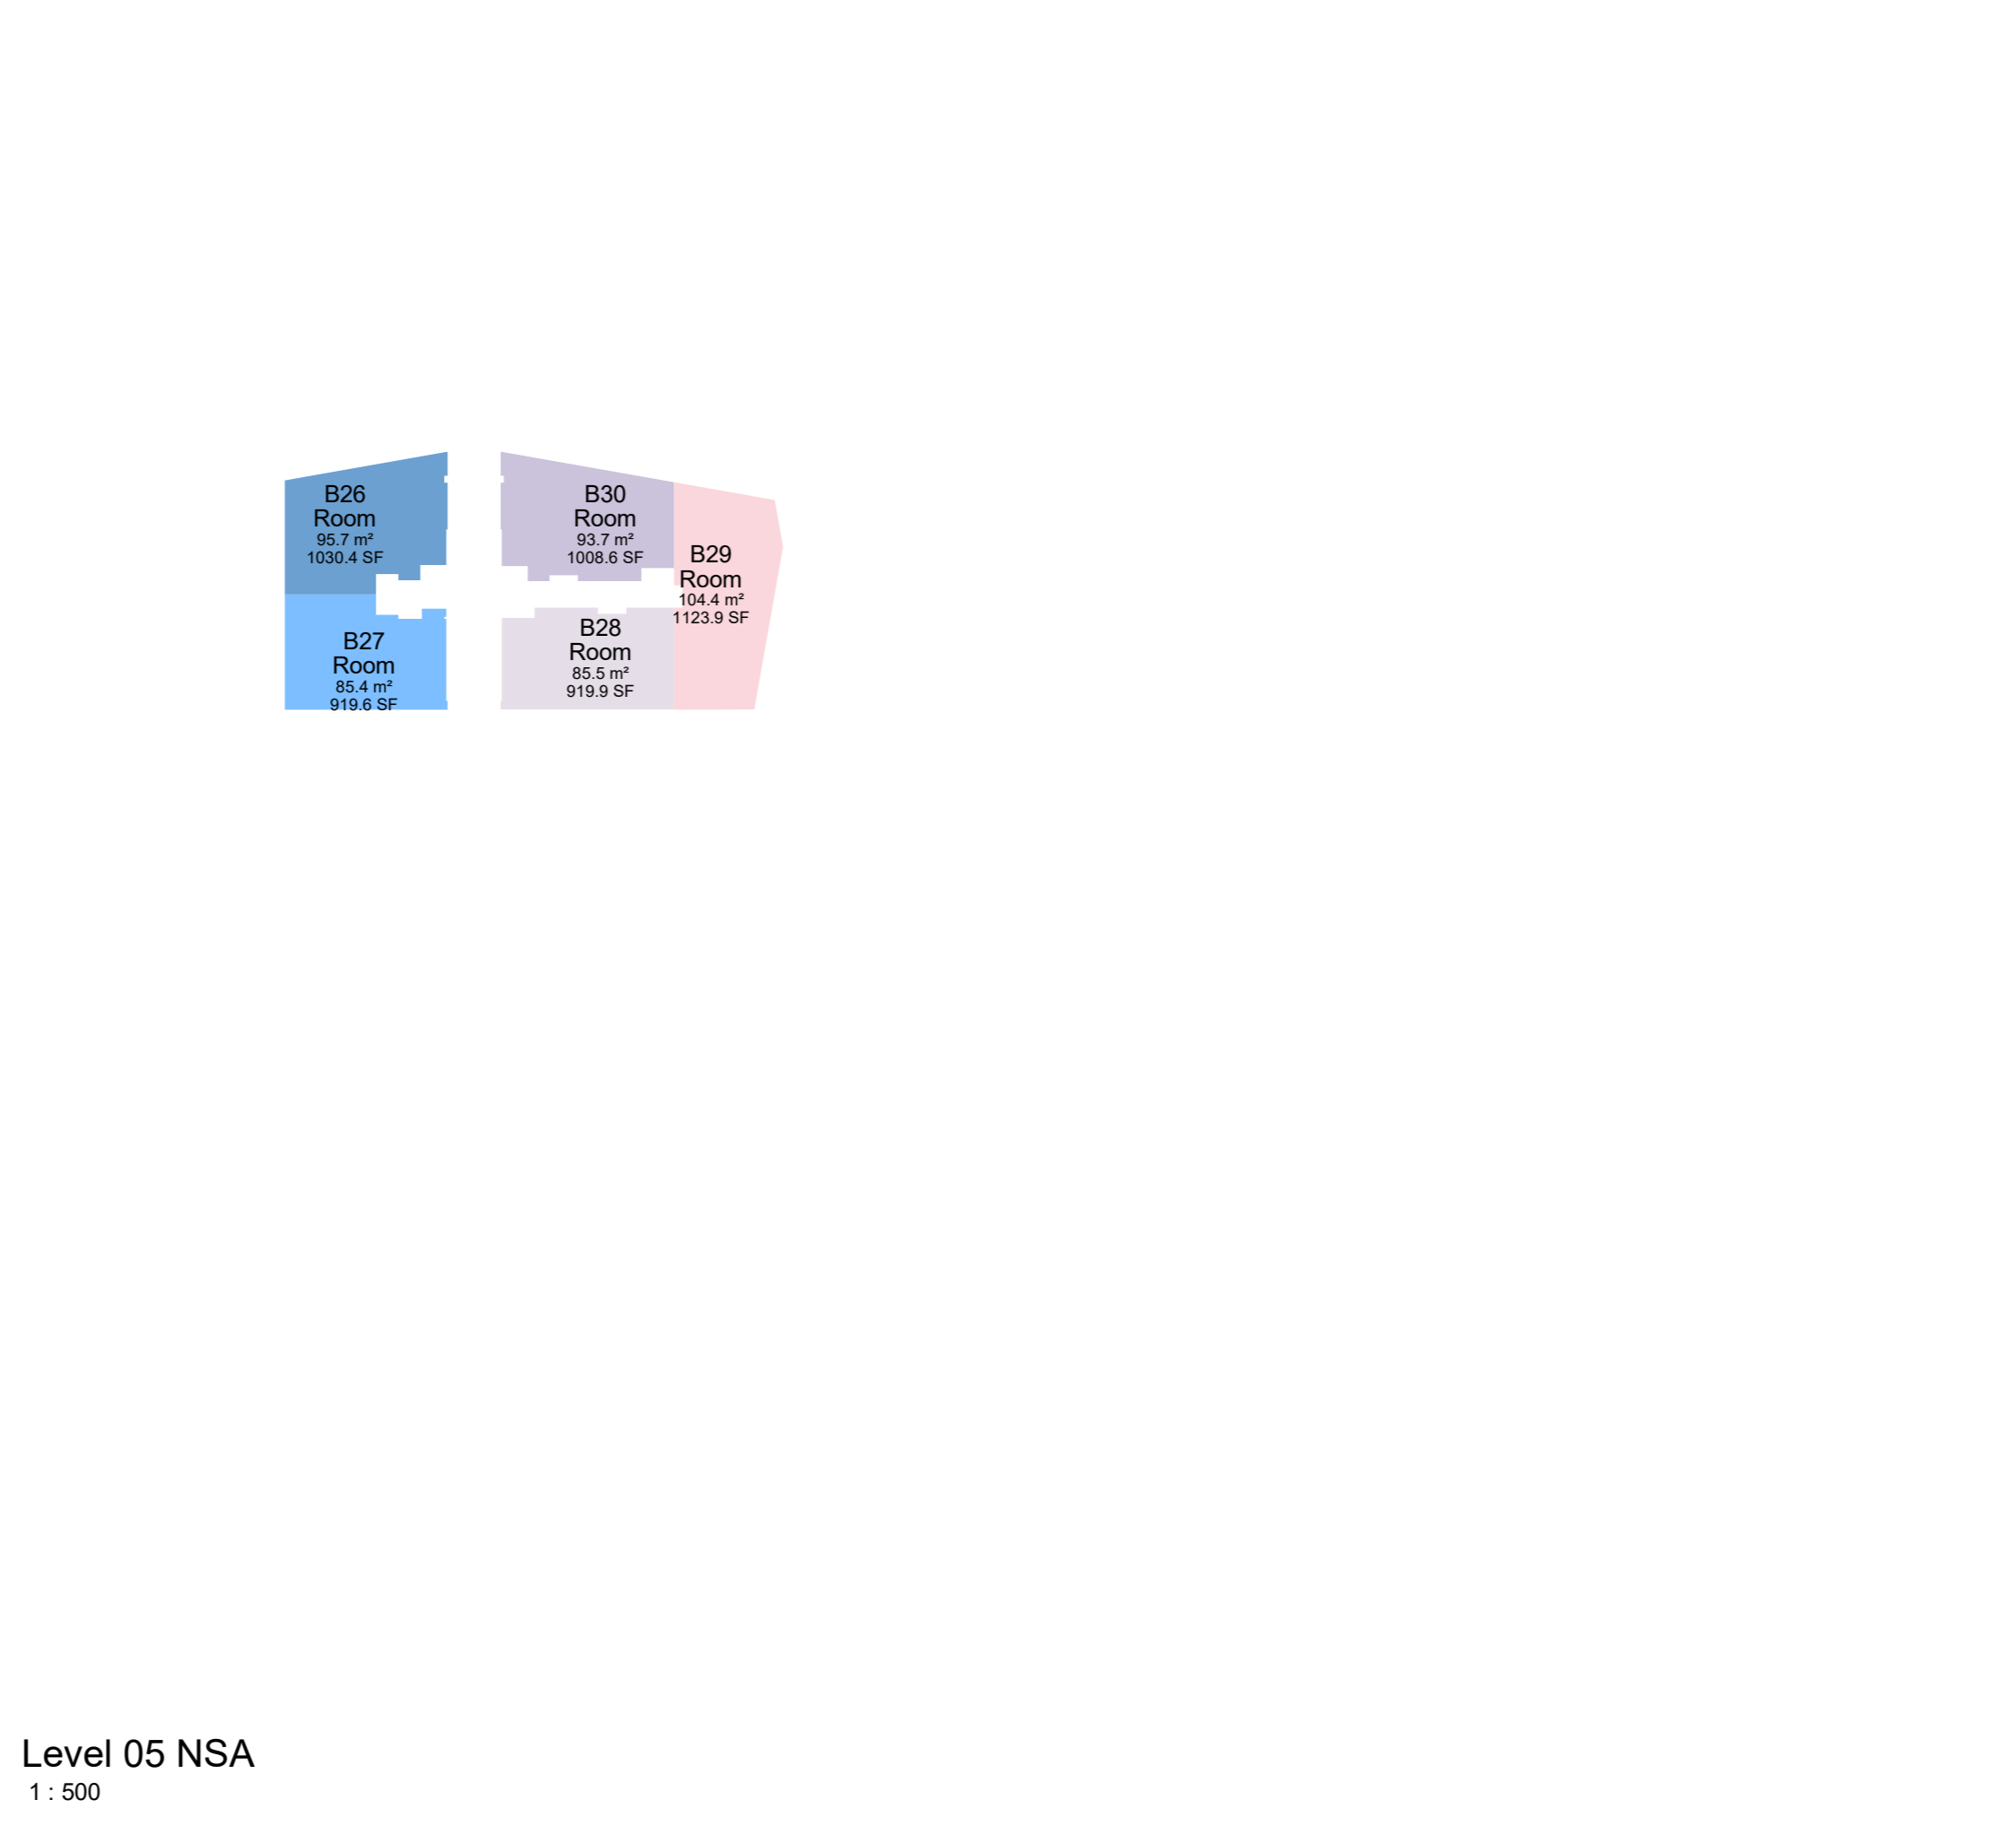 B26
Room
95.7 m²
1030.4 SF
B30
Room
93.7 m²
1008.6 SF
B29
Room
104.4 m²
1123.9 SF
B27
Room
85.4 m²
919.6 SF
B28
Room
85.5 m²
919.9 SF
Level 05 NSA
1 : 500